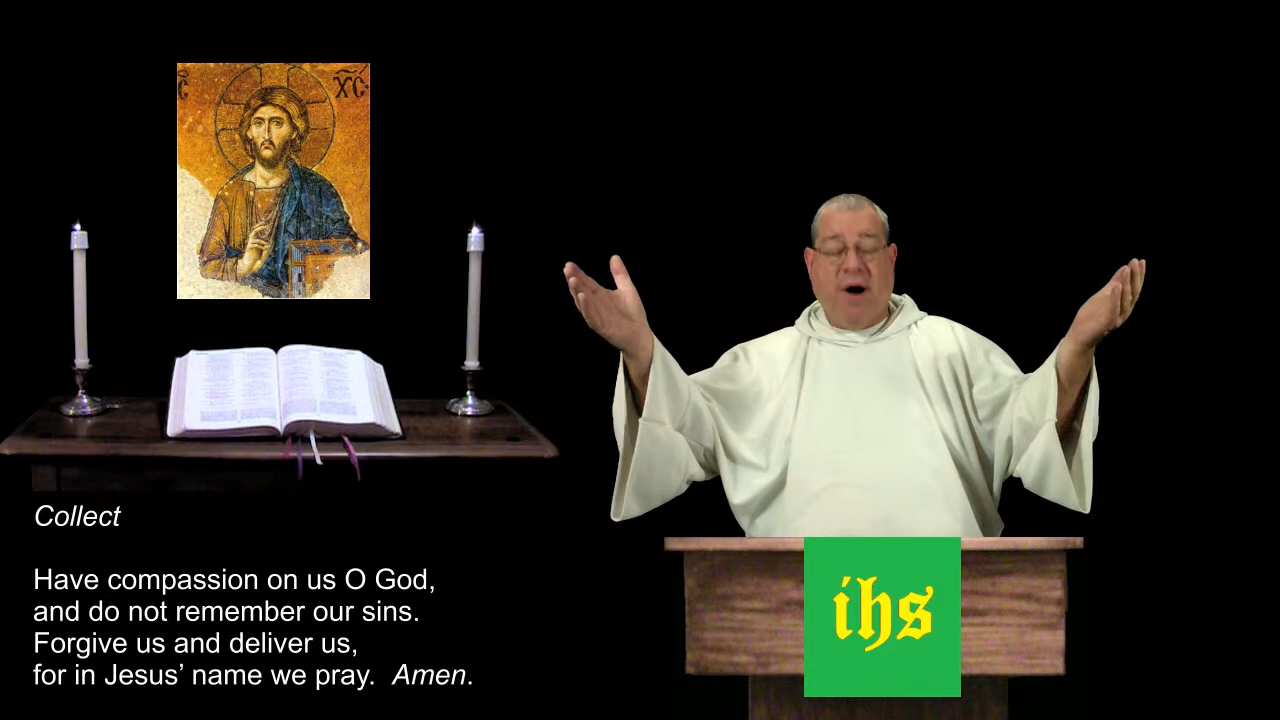 X̃C
Collect
Have compassion on us O God,
and do not remember our sins.
Forgive us and deliver us,
for in Jesus’ name we pray. Amen.
ihs